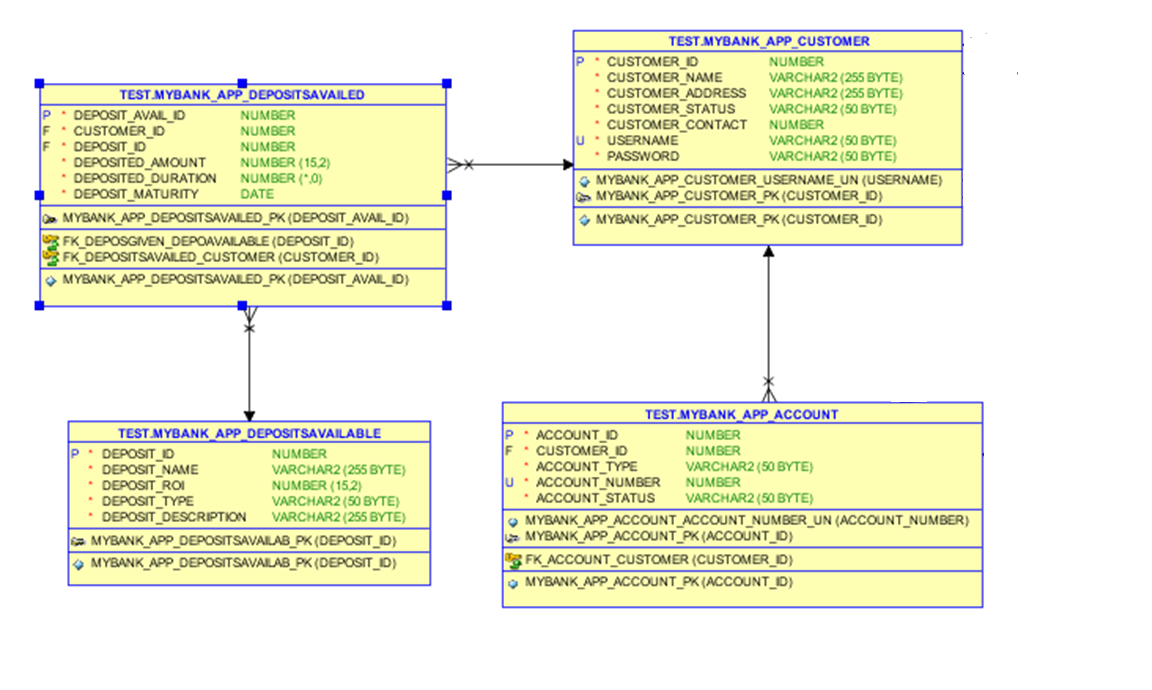 TEST.MYBANK_APP_DEPOSITSAVAILED
P * DEPOSIT_AVAIL_ID NUMBER
F * CUSTOMER_ID NUMBER
F * DEPOSIT_ID NUMBER
* DEPOSITED_AMOUNT NUMBER (15,2)
* DEPOSITED_DURATION NUMBER (*,0)
* DEPOSIT_MATURITY DATE
MYBANK_APP_DEPOSITSAVAILED_PK (DEPOSIT_AVAIL_ID)
FK_DEPOSGIVEN_DEPOAVAILABLE (DEPOSIT_ID)
FK_DEPOSITSAVAILED_CUSTOMER (CUSTOMER_ID)
MYBANK_APP_DEPOSITSAVAILED_PK (DEPOSIT_AVAIL_ID)
TEST.MYBANK_APP_CUSTOMER
P * CUSTOMER_ID NUMBER
* CUSTOMER_NAME VARCHAR2 (255 BYTE)
* CUSTOMER_ADDRESS VARCHAR2 (255 BYTE)
* CUSTOMER_STATUS VARCHAR2 (50 BYTE)
* CUSTOMER_CONTACT NUMBER
U * USERNAME VARCHAR2 (50 BYTE)
* PASSWORD VARCHAR2 (50 BYTE)
MYBANK_APP_CUSTOMER_USERNAME_UN (USERNAME)
MYBANK_APP_CUSTOMER_PK (CUSTOMER_ID)
MYBANK_APP_CUSTOMER_PK (CUSTOMER_ID)
TEST.MYBANK_APP_DEPOSITSAVAILABLE
P * DEPOSIT_ID NUMBER
* DEPOSIT_NAME VARCHAR2 (255 BYTE)
* DEPOSIT_ROI NUMBER (15,2)
* DEPOSIT_TYPE VARCHAR2 (50 BYTE)
* DEPOSIT_DESCRIPTION VARCHAR2 (255 BYTE)
MYBANK_APP_DEPOSITSAVAILAB_PK (DEPOSIT_ID)
MYBANK_APP_DEPOSITSAVAILAB_PK (DEPOSIT_ID)
TEST.MYBANK_APP_ACCOUNT
P * ACCOUNT_ID NUMBER
F * CUSTOMER_ID NUMBER
* ACCOUNT_TYPE VARCHAR2 (50 BYTE)
U * ACCOUNT_NUMBER NUMBER
* ACCOUNT_STATUS VARCHAR2 (50 BYTE)
MYBANK_APP_ACCOUNT_ACCOUNT_NUMBER_UN (ACCOUNT_NUMBER)
MYBANK_APP_ACCOUNT_PK (ACCOUNT_ID)
FK_ACCOUNT_CUSTOMER (CUSTOMER_ID)
MYBANK_APP_ACCOUNT_PK (ACCOUNT_ID)